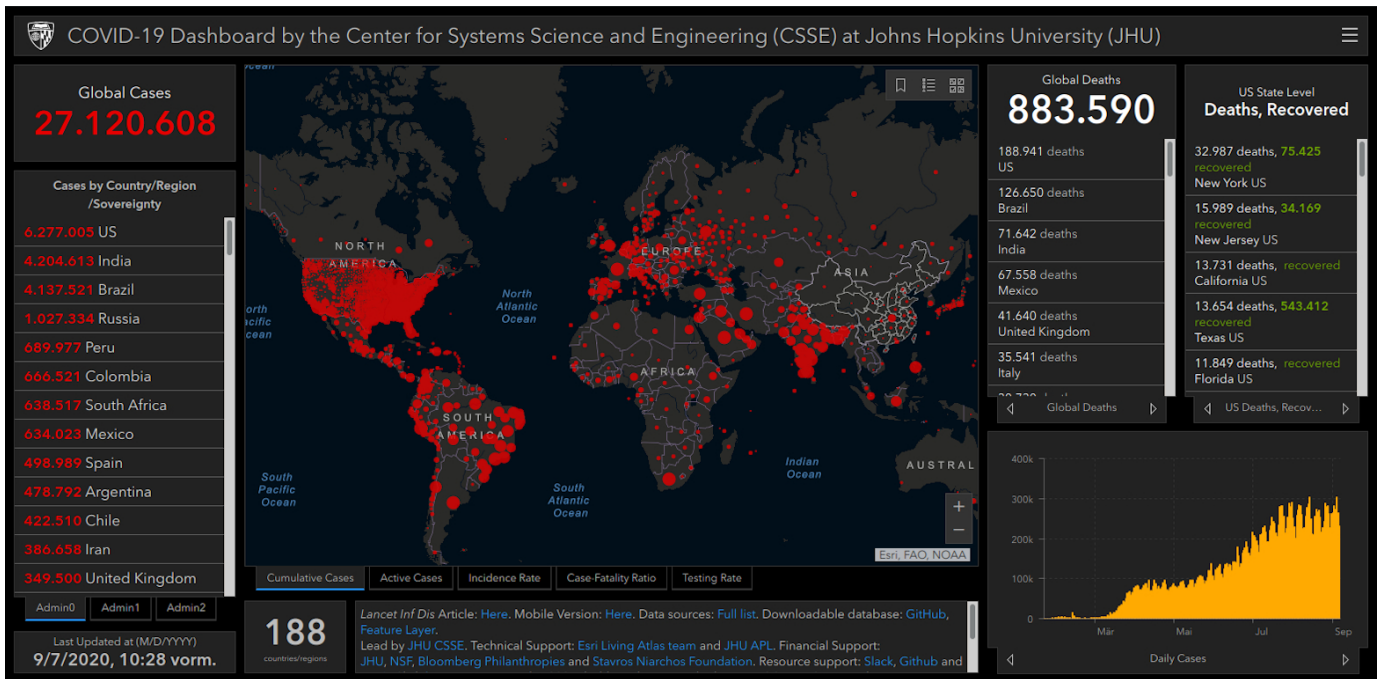 COVID-19 Dashboard by the Center for Systems Science and Engineering (CSSE) at Johns Hopkins University (JHU)
Global Cases
27.120.608
Cases by Country/Region
/Sovereignty
6.277.005 US
4.204.613 India
4.137.521 Brazil
1.027.334 Russia
689.977 Peru
666.521 Colombia
638.517 South Africa
634.023 Mexico
498.989 Spain
478.792 Argentina
422.510 Chile
386.658 Iran
349.500 United Kingdom
Admin0 Admin1 Admin2
Last Updated at (M/D/YYYY)
9/7/2020, 10:28 vorm.
Ocean
NORTH
AMERICA
North
Atlantic
Ocean
EUROPE
ASIA
AFRICA
SOUTH
AMERICA
South
Pacific
Ocean
South
Atlantic
Ocean
Indian
Ocean
AUSTRAL
+
−
Esri, FAO, NOAA
Cumulative Cases Active Cases Incidence Rate Case-Fatality Ratio Testing Rate
188
countries/regions
Lancet Inf Dis Article: Here. Mobile Version: Here. Data sources: Full list. Downloadable database: GitHub,
Feature Layer.
Lead by JHU CSSE. Technical Support: Esri Living Atlas team and JHU APL. Financial Support:
JHU, NSF, Bloomberg Philanthropies and Stavros Niarchos Foundation. Resource support: Slack, Github and
Global Deaths
883.590
188.941 deaths
US
126.650 deaths
Brazil
71.642 deaths
India
67.558 deaths
Mexico
41.640 deaths
United Kingdom
35.541 deaths
Italy
Global Deaths
US State Level
Deaths, Recovered
32.987 deaths, 75.425
recovered
New York US
15.989 deaths, 34.169
recovered
New Jersey US
13.731 deaths, recovered
California US
13.654 deaths, 543.412
recovered
Texas US
11.849 deaths, recovered
Florida US
US Deaths, Recov...
400k
300k
200k
100k
0
Mär Mai Jul Sep
Daily Cases